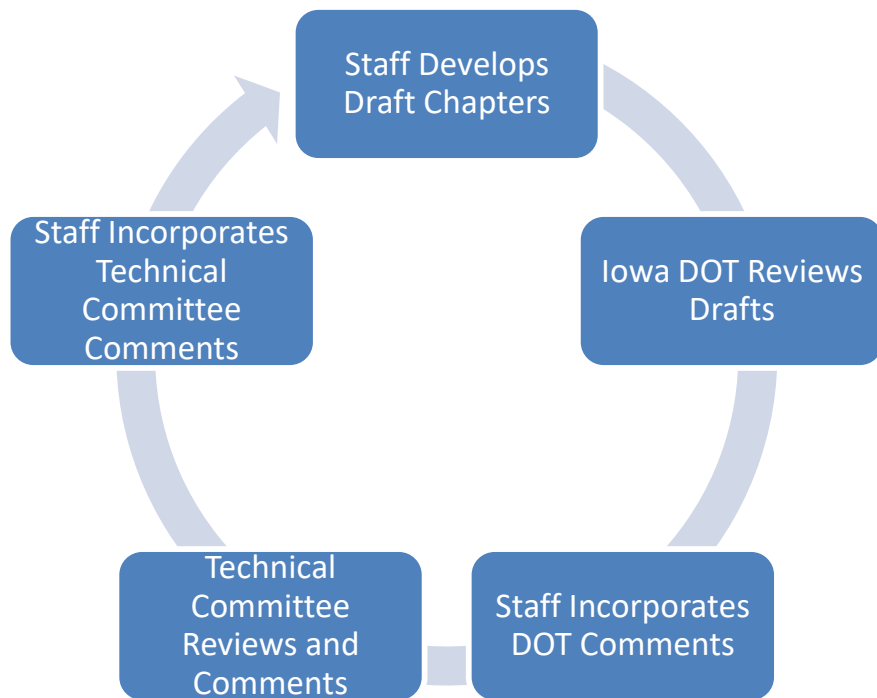 Staff Develops
Draft Chapters
Iowa DOT Reviews
Drafts
Staff Incorporates
DOT Comments
Technical
Committee
Reviews and
Comments
Staff Incorporates
Technical
Committee
Comments